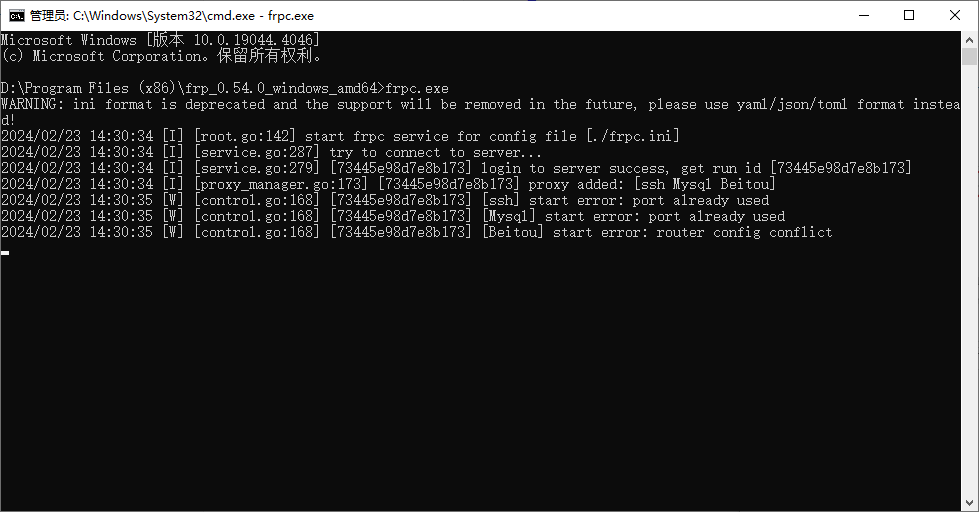 管理员: C:\Windows\System32\cmd.exe - frpc.exe
Microsoft Windows [版本 10.0.19044.4046]
(c) Microsoft Corporation。保留所有权利。
D:\Program Files (x86)\frp_0.54.0_windows_amd64>frpc.exe
WARNING: ini format is deprecated and the support will be removed in the future, please use yaml/json/toml format instea
d!
2024/02/23 14:30:34 [I] [root.go:142] start frpc service for config file [./frpc.ini]
2024/02/23 14:30:34 [I] [service.go:287] try to connect to server...
2024/02/23 14:30:34 [I] [service.go:279] [73445e98d7e8b173] login to server success, get run id [73445e98d7e8b173]
2024/02/23 14:30:34 [I] [proxy_manager.go:173] [73445e98d7e8b173] proxy added: [ssh Mysql Beitou]
2024/02/23 14:30:35 [W] [control.go:168] [73445e98d7e8b173] [ssh] start error: port already used
2024/02/23 14:30:35 [W] [control.go:168] [73445e98d7e8b173] [Mysql] start error: port already used
2024/02/23 14:30:35 [W] [control.go:168] [73445e98d7e8b173] [Beitou] start error: router config conflict